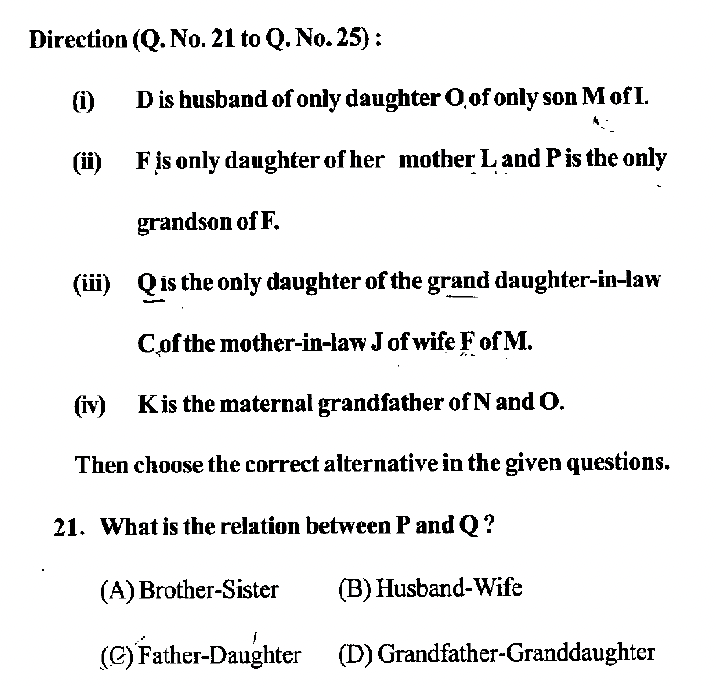 Direction (Q. No. 21 to Q. No. 25) :
(i) D is husband of only daughter O of only son M of I.
(ii) F is only daughter of her mother L and P is the only
grandson of F.
(iii) Q is the only daughter of the grand daughter-in-law
C of the mother-in-law J of wife F of M.
(iv) K is the maternal grandfather of N and O.
Then choose the correct alternative in the given questions.
21. What is the relation between P and Q ?
(A) Brother-Sister (B) Husband-Wife
(C) Father-Daughter (D) Grandfather-Granddaughter